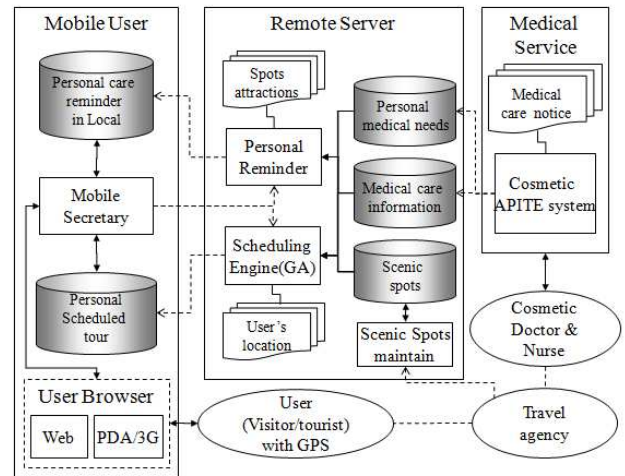 Mobile User
Personal care
reminder
in Local
Mobile
Secretary
Personal
Scheduled
tour
User Browser
Web
PDA/3G
Remote Server
Spots
attractions
Personal
Reminder
Scheduling
Engine(GA)
User's
location
Personal
medical needs
Medical care
information
Scenic
spots
Scenic Spots
maintain
Medical
Service
Medical
care notice
Cosmetic
APITE system
Cosmetic
Doctor &
Nurse
User
(Visitor/tourist)
with GPS
Travel
agency